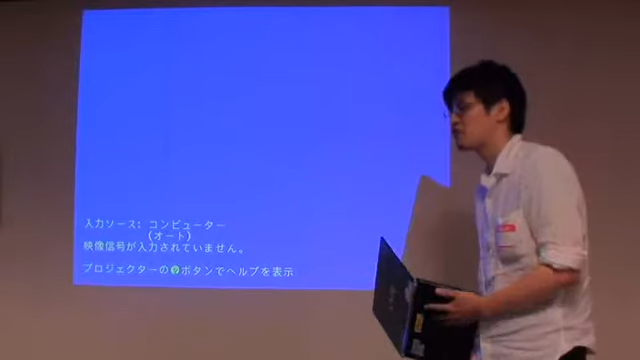 入力ソース： コンピューター
(オート)
映像信号が入力されていません。
プロジェクターの?ボタンでヘルプを表示